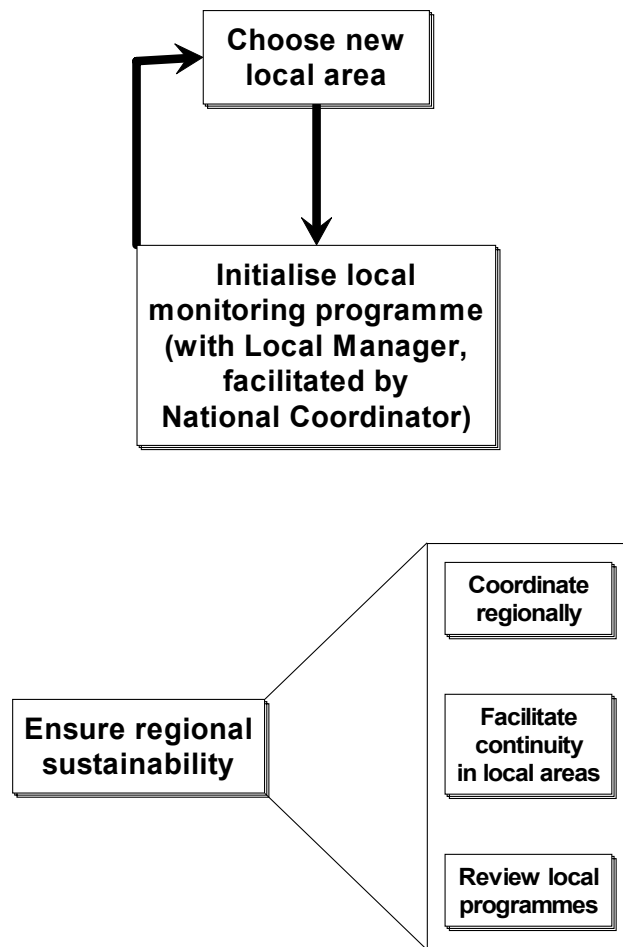 Choose new
local area
Initialise local
monitoring programme
(with Local Manager,
facilitated by
National Coordinator)
Coordinate
regionally
Ensure regional
sustainability
Facilitate
continuity
in local areas
Review local
programmes